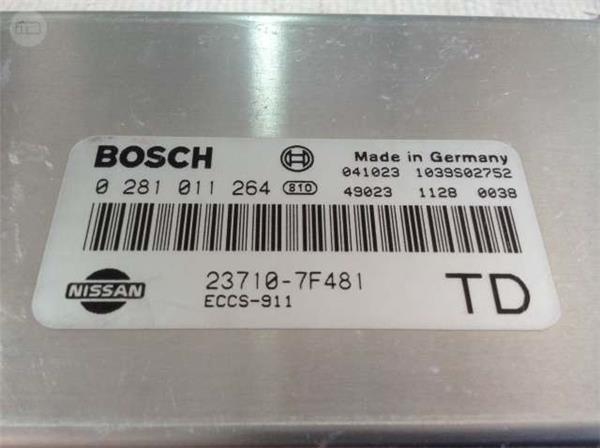 BOSCH Made in Germany
041023 1039S02752
0 281 011 264 810 49023 1128 0038
NISSAN 23710-7F481 TD
ECCS-911